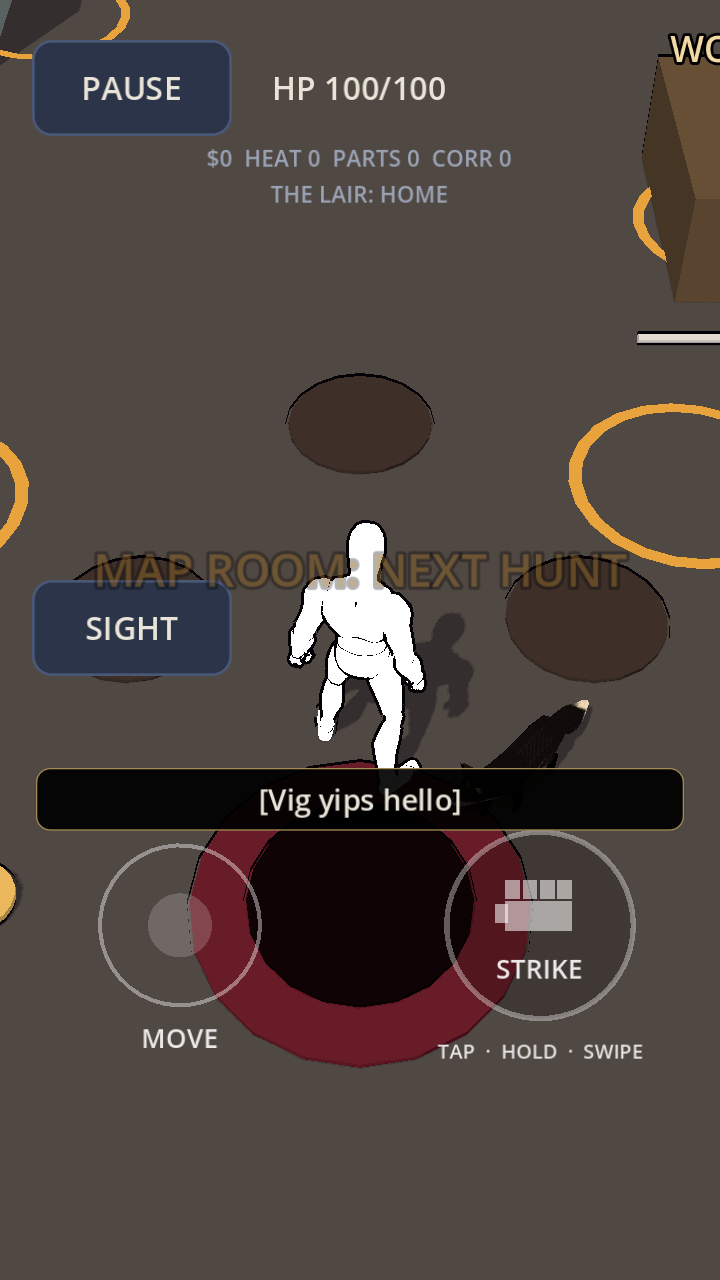 WO
PAUSE
HP 100/100
$0 HEAT 0 PARTS 0 CORR 0
THE LAIR: HOME
MAP ROOM: NEXT HUNT
SIGHT
[Vig yips hello]
STRIKE
MOVE
TAP · HOLD · SWIPE